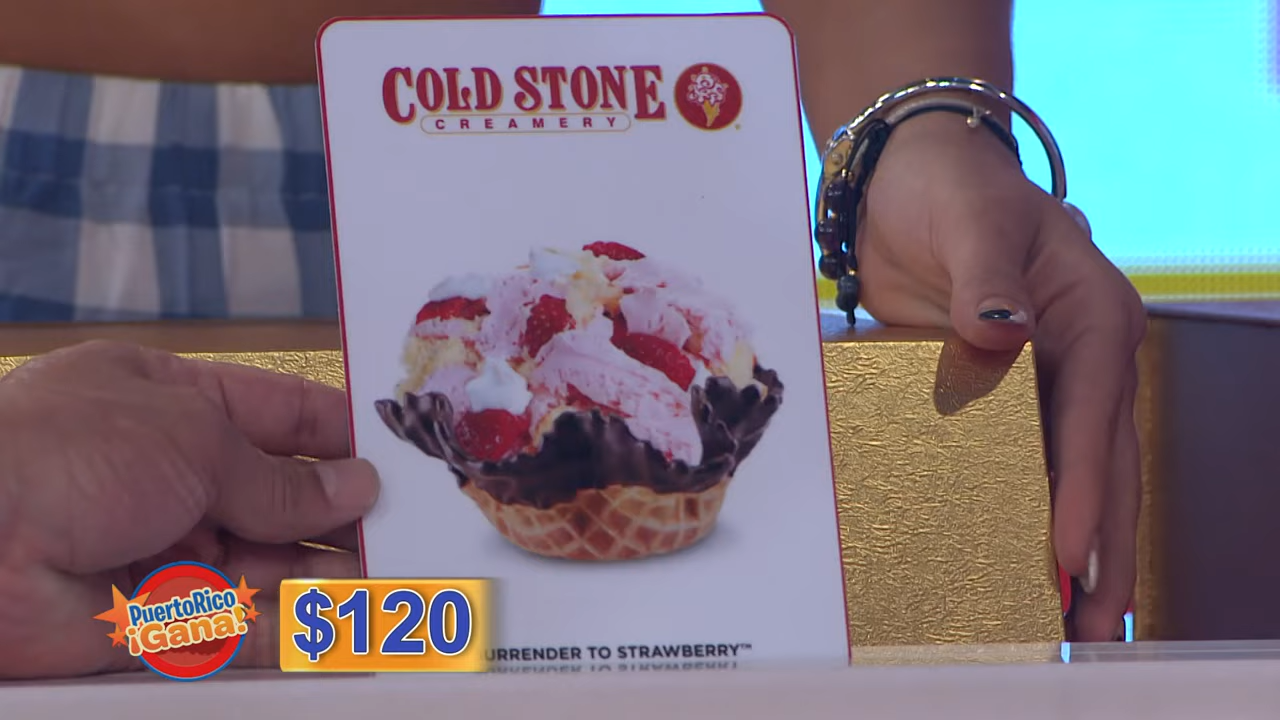 COLD STONE
CREAMERY
PuertoRico
¡Gana!
$120
URRENDER TO STRAWBERRY™